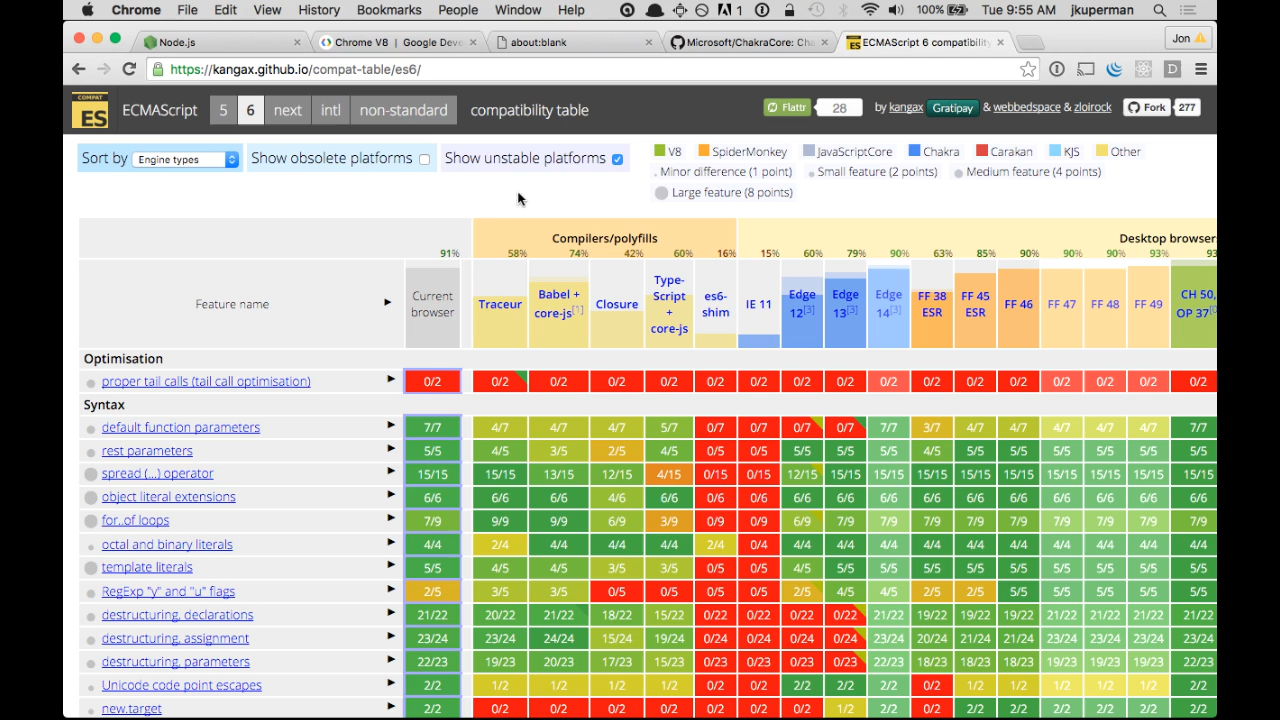 Chrome File Edit View History Bookmarks People Window Help 1 100% Tue 9:55 AM jkuperman
Node.js Chrome V8 | Google Deve about:blank Microsoft/ChakraCore: Cha ECMAScript 6 compatibility Jon
https://kangax.github.io/compat-table/es6/
COMPAT ES ECMAScript 5 6 next intl non-standard compatibility table Flattr 28 by kangax Gratipay & webbedspace & zloirock Fork 277
Sort by Engine types Show obsolete platforms Show unstable platforms V8 SpiderMonkey JavaScriptCore Chakra Carakan KJS Other
Minor difference (1 point) Small feature (2 points) Medium feature (4 points)
Large feature (8 points)
Compilers/polyfills Desktop browser
91% 58% 74% 42% 60% 16% 15% 60% 79% 90% 63% 85% 90% 90% 90% 93% 93
Feature name Current browser Traceur Babel + core-js[1] Closure Type-Script + core-js es6-shim IE 11 Edge 12[3] Edge 13[3] Edge 14[3] FF 38 ESR FF 45 ESR FF 46 FF 47 FF 48 FF 49 CH 50, OP 37
Optimisation
proper tail calls (tail call optimisation) 0/2 0/2 0/2 0/2 0/2 0/2 0/2 0/2 0/2 0/2 0/2 0/2 0/2 0/2 0/2 0/2 0/2
Syntax
default function parameters 7/7 4/7 4/7 4/7 5/7 0/7 0/7 0/7 0/7 7/7 3/7 4/7 4/7 4/7 4/7 4/7 7/7
rest parameters 5/5 4/5 3/5 2/5 4/5 0/5 0/5 5/5 5/5 5/5 4/5 5/5 5/5 5/5 5/5 5/5 5/5
spread (...) operator 15/15 15/15 13/15 12/15 4/15 0/15 0/15 12/15 15/15 15/15 15/15 15/15 15/15 15/15 15/15 15/15 15/15
object literal extensions 6/6 6/6 6/6 4/6 6/6 0/6 0/6 6/6 6/6 6/6 6/6 6/6 6/6 6/6 6/6 6/6 6/6
for..of loops 7/9 9/9 9/9 6/9 3/9 0/9 0/9 6/9 7/9 7/9 7/9 7/9 7/9 7/9 7/9 7/9 7/9
octal and binary literals 4/4 2/4 4/4 4/4 4/4 2/4 0/4 4/4 4/4 4/4 4/4 4/4 4/4 4/4 4/4 4/4 4/4
template literals 5/5 4/5 4/5 3/5 3/5 0/5 0/5 4/5 5/5 5/5 5/5 5/5 5/5 5/5 5/5 5/5 5/5
RegExp "y" and "u" flags 2/5 3/5 3/5 0/5 0/5 0/5 0/5 2/5 4/5 4/5 2/5 2/5 5/5 5/5 5/5 5/5 2/5
destructuring, declarations 21/22 20/22 21/22 18/22 15/22 0/22 0/22 0/22 0/22 21/22 19/22 19/22 19/22 21/22 21/22 21/22 21/22
destructuring, assignment 23/24 23/24 24/24 15/24 19/24 0/24 0/24 0/24 0/24 23/24 20/24 21/24 21/24 23/24 23/24 23/24 23/24
destructuring, parameters 22/23 19/23 20/23 17/23 15/23 0/23 0/23 0/23 0/23 22/23 18/23 18/23 18/23 19/23 19/23 19/23 22/23
Unicode code point escapes 2/2 1/2 1/2 1/2 1/2 0/2 0/2 2/2 2/2 2/2 0/2 1/2 1/2 1/2 1/2 1/2 2/2
new.target 2/2 0/2 0/2 0/2 0/2 0/2 0/2 0/2 1/2 2/2 0/2 2/2 2/2 2/2 2/2 2/2 2/2